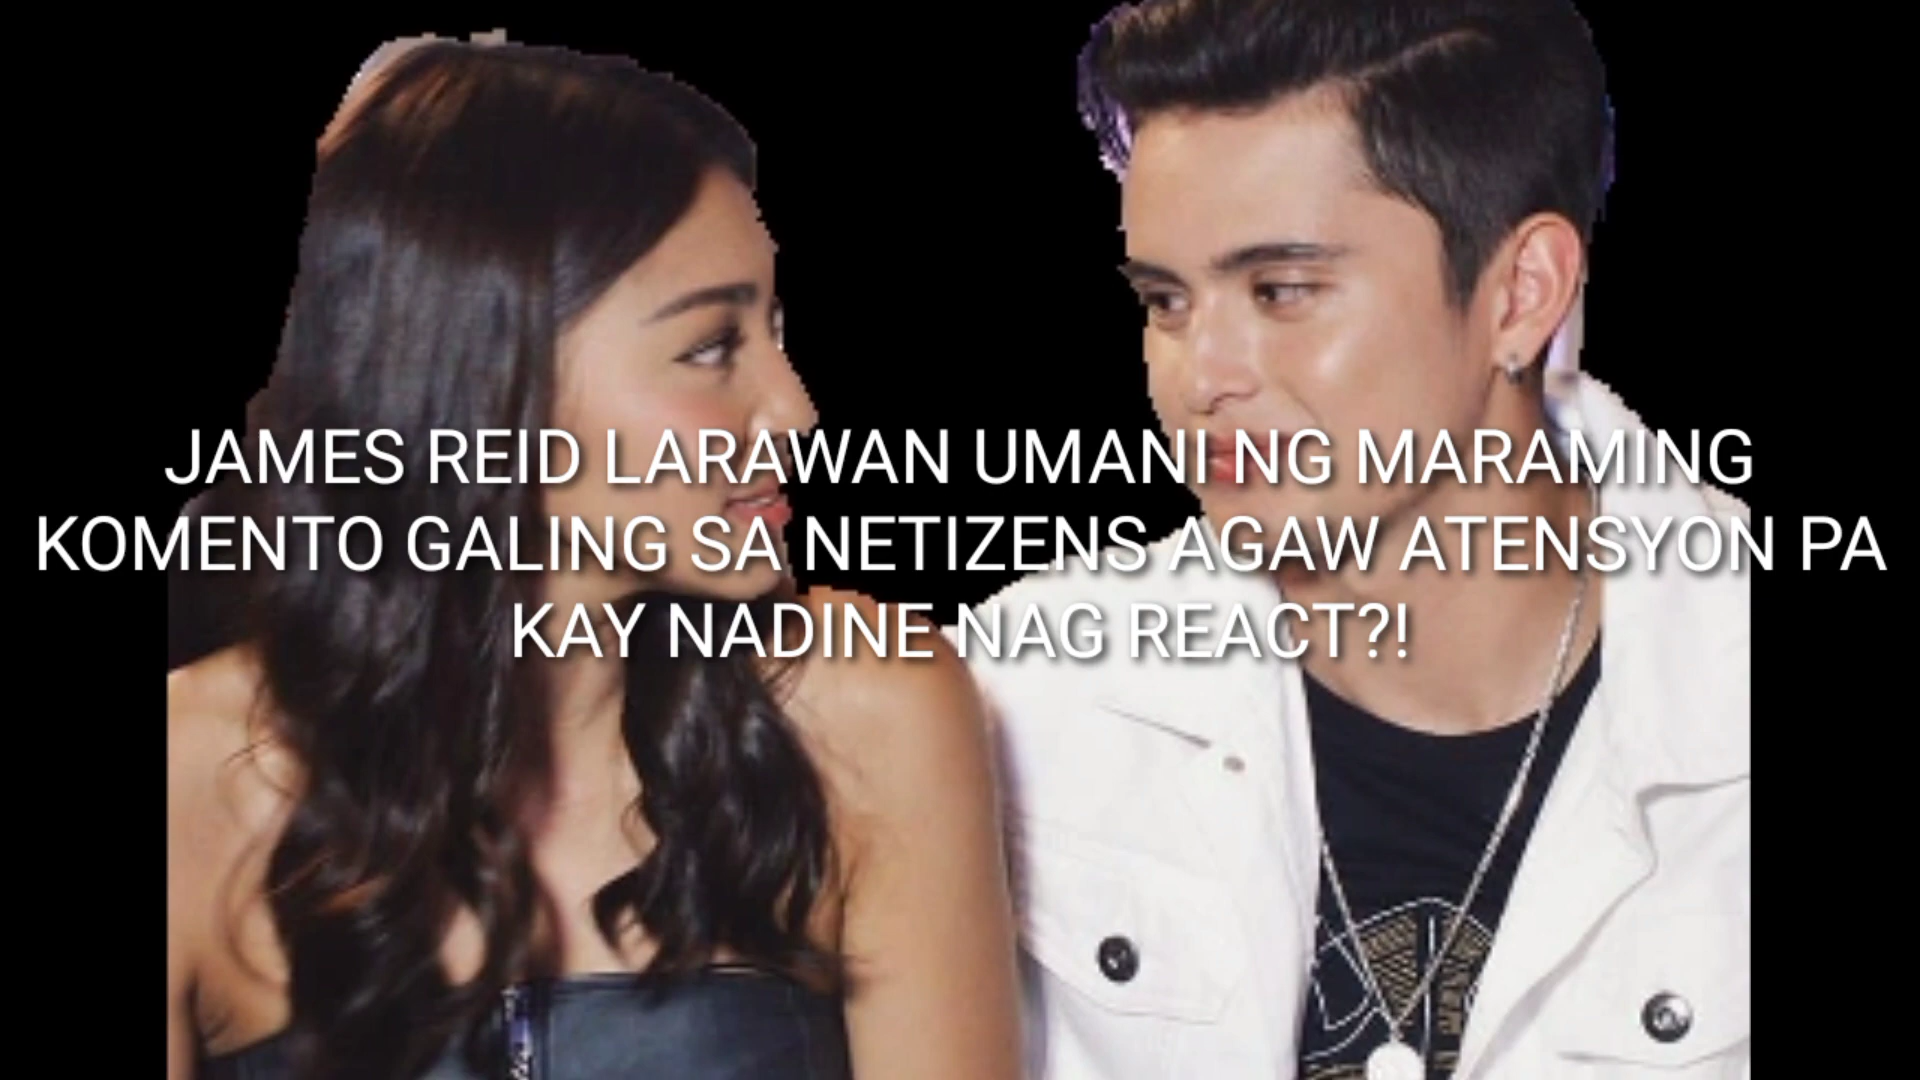 JAMES REID LARAWAN UMANI NG MARAMING
KOMENTO GALING SA NETIZENS AGAW ATENSYON PA
KAY NADINE NAG REACT?!